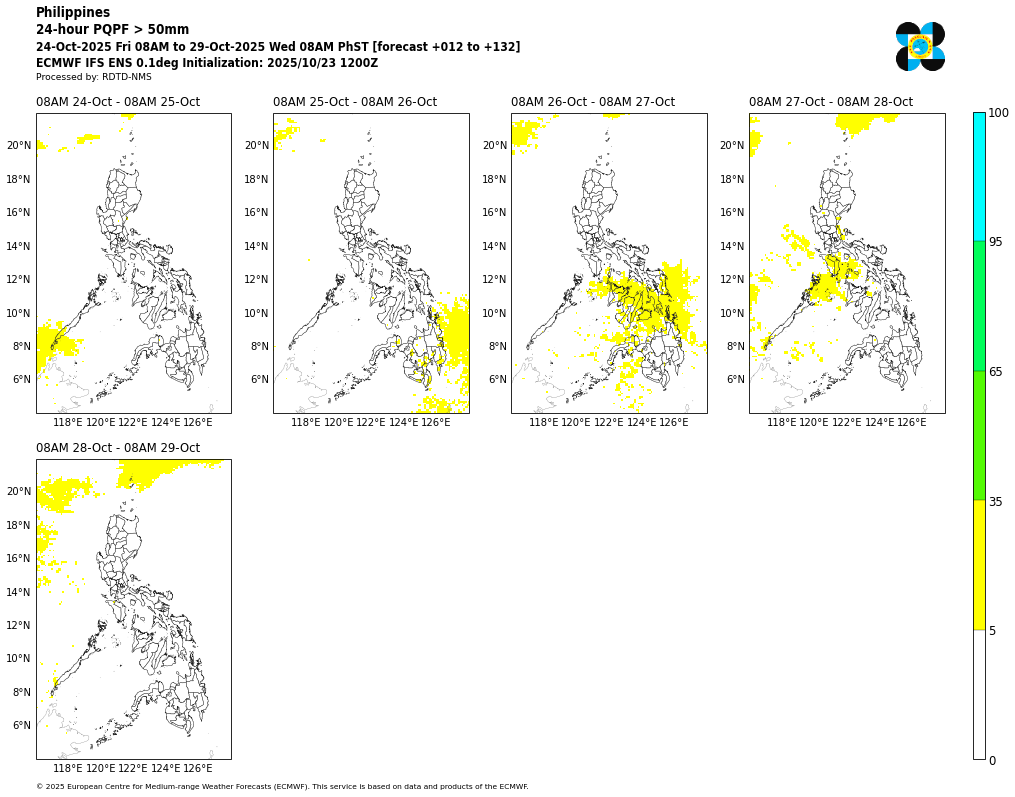 Philippines
24-hour PQPF > 50mm
24-Oct-2025 Fri 08AM to 29-Oct-2025 Wed 08AM PhST [forecast +012 to +132]
ECMWF IFS ENS 0.1deg Initialization: 2025/10/23 1200Z
Processed by: RDTD-NMS
08AM 24-Oct - 08AM 25-Oct
08AM 25-Oct - 08AM 26-Oct
08AM 26-Oct - 08AM 27-Oct
08AM 27-Oct - 08AM 28-Oct
20°N 18°N 16°N 14°N 12°N 10°N 8°N 6°N
118°E 120°E 122°E 124°E 126°E
20°N 18°N 16°N 14°N 12°N 10°N 8°N 6°N
118°E 120°E 122°E 124°E 126°E
20°N 18°N 16°N 14°N 12°N 10°N 8°N 6°N
118°E 120°E 122°E 124°E 126°E
20°N 18°N 16°N 14°N 12°N 10°N 8°N 6°N
118°E 120°E 122°E 124°E 126°E
100
95
65
35
5
0
08AM 28-Oct - 08AM 29-Oct
20°N 18°N 16°N 14°N 12°N 10°N 8°N 6°N
118°E 120°E 122°E 124°E 126°E
© 2025 European Centre for Medium-range Weather Forecasts (ECMWF). This service is based on data and products of the ECMWF.